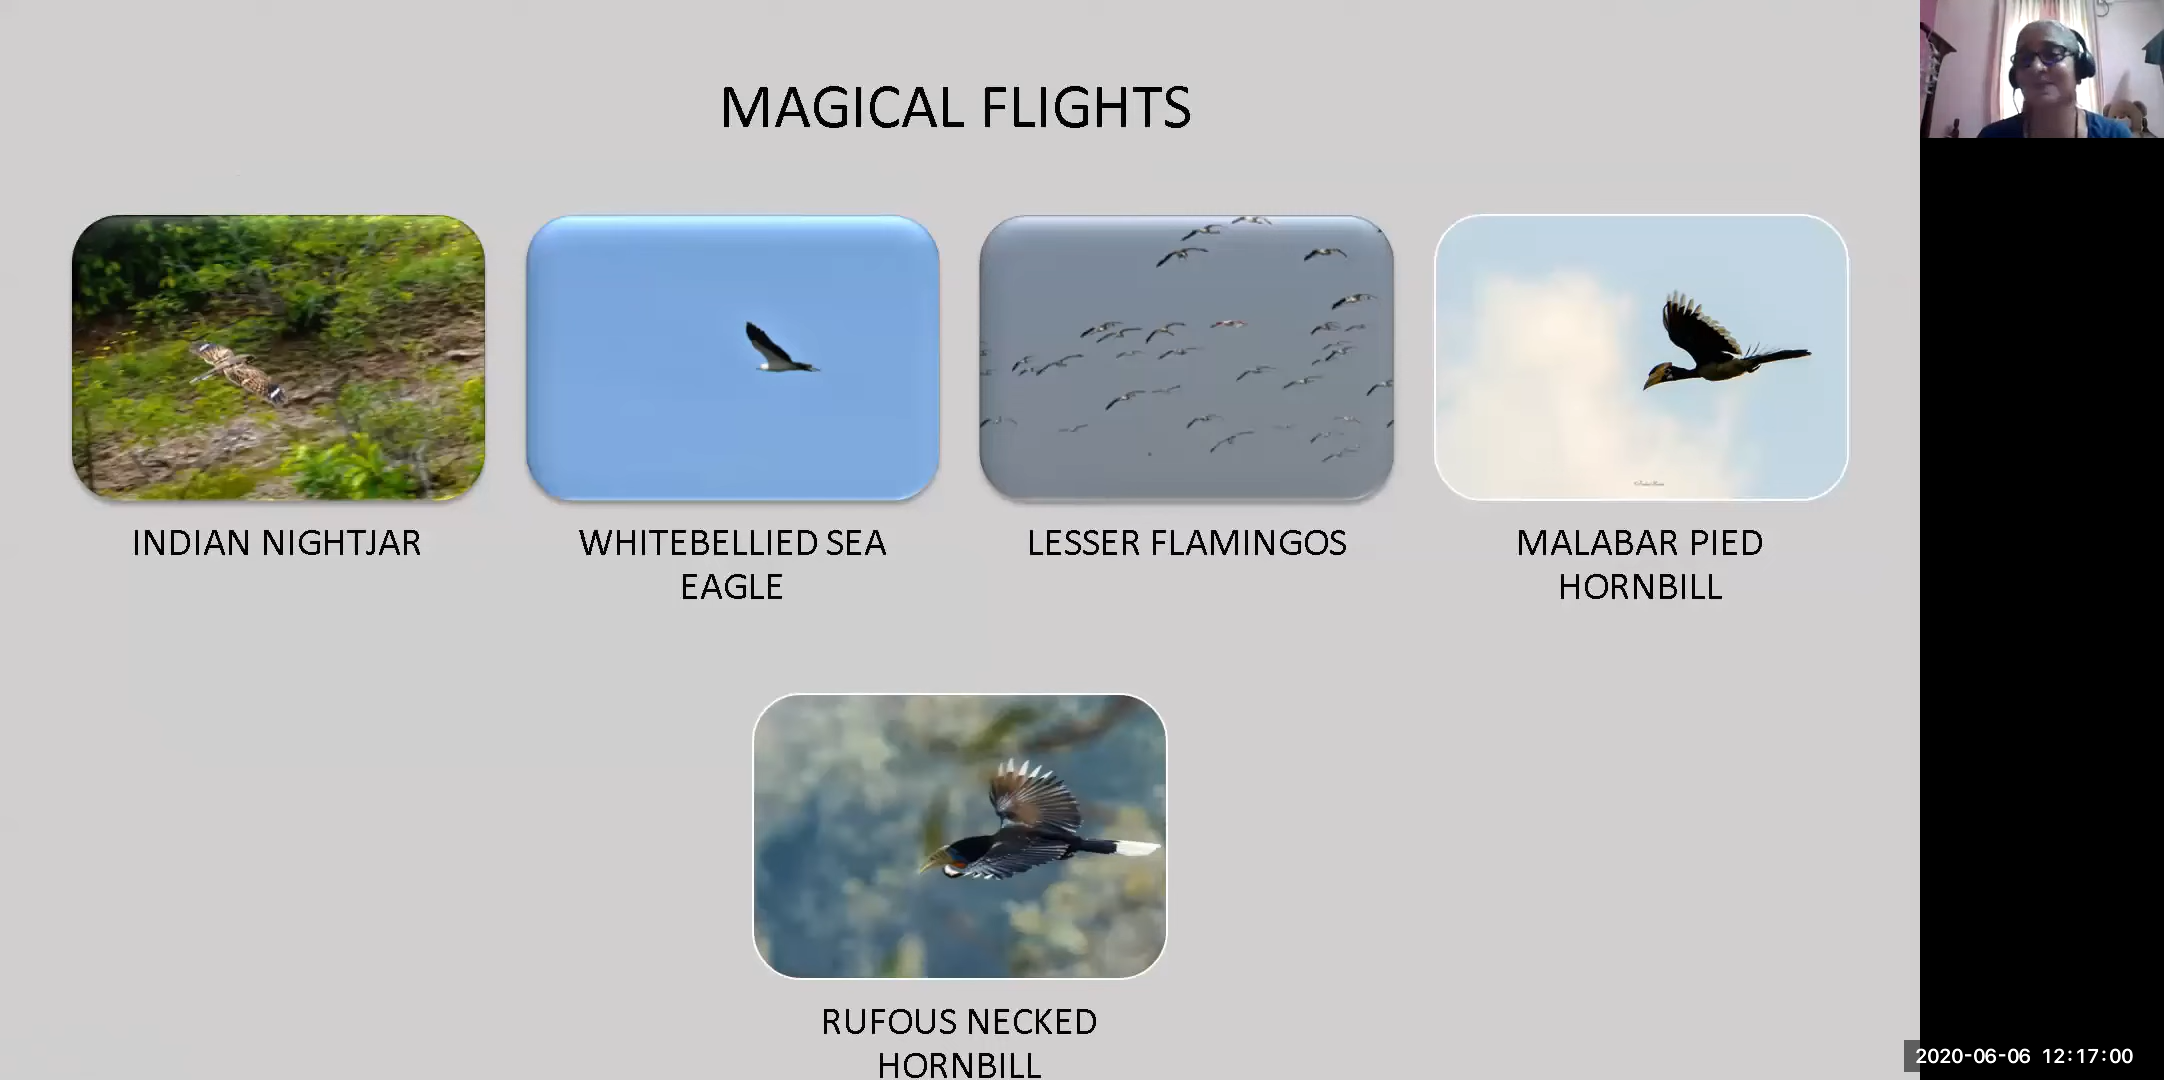 MAGICAL FLIGHTS
INDIAN NIGHTJAR
WHITEBELLIED SEA
EAGLE
LESSER FLAMINGOS
MALABAR PIED
HORNBILL
RUFOUS NECKED
HORNBILL
2020-06-06 12:17:00